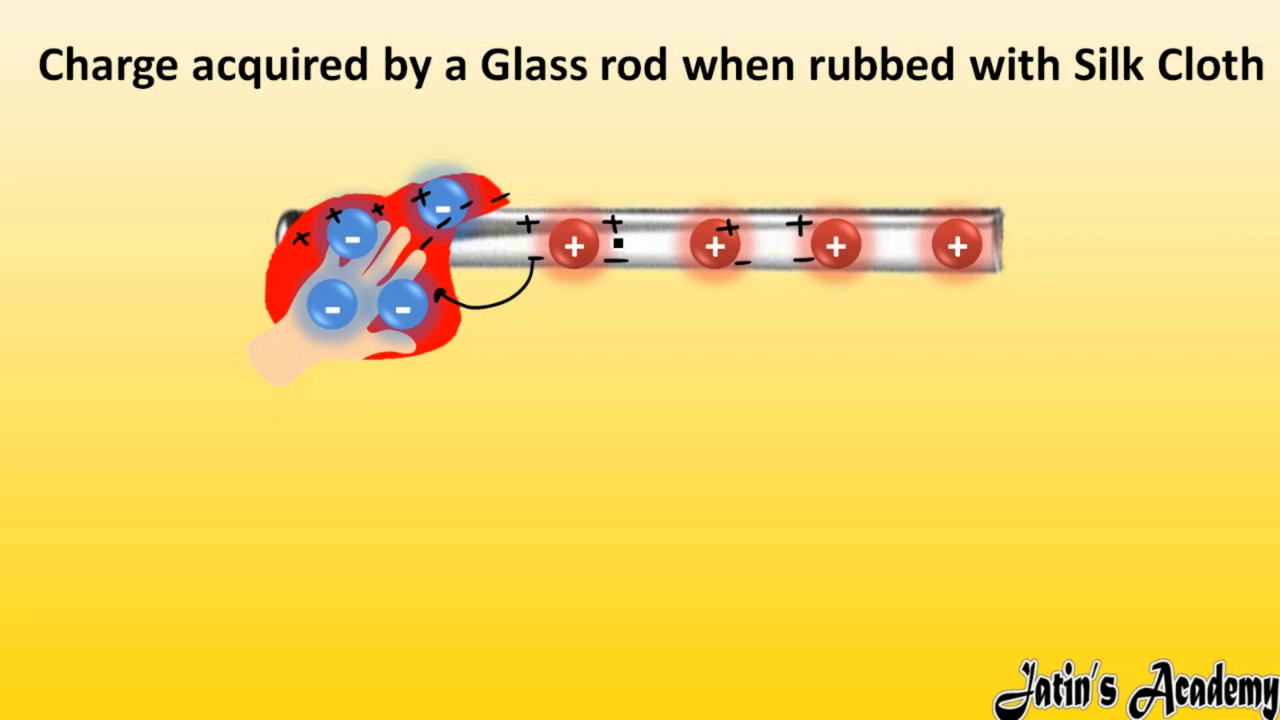 Charge acquired by a Glass rod when rubbed with Silk Cloth
+ + + - -
+ + + +
- - + + + +
+ - -
- - - -
- -
Jatin's Academy